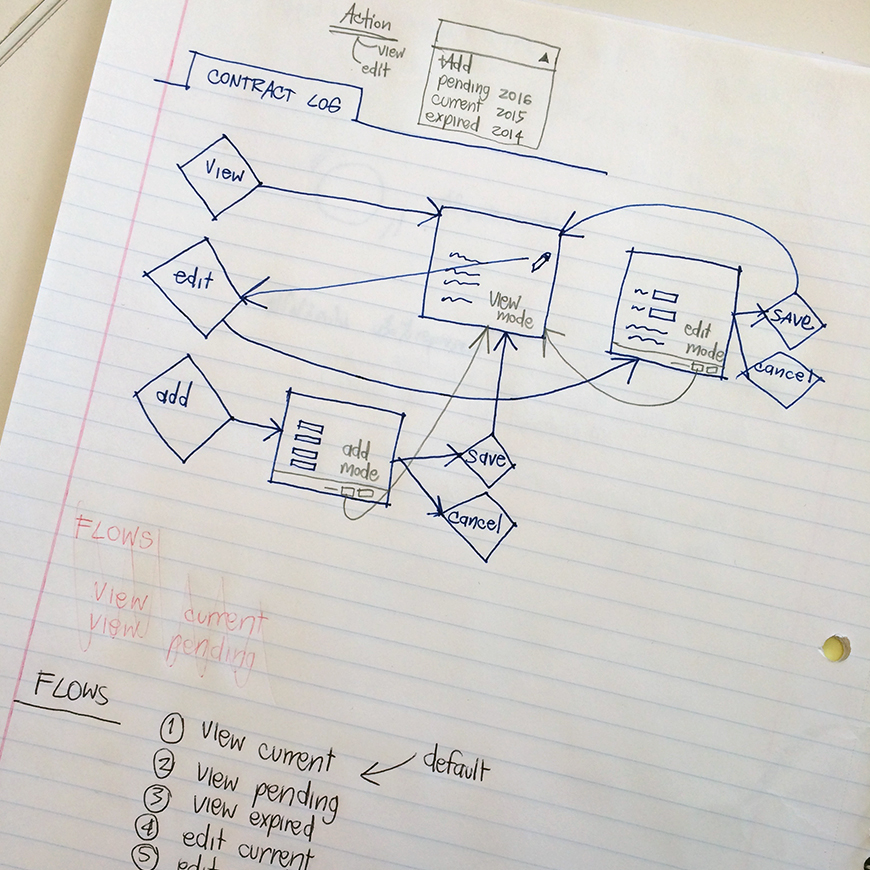 Action
view
edit
+Add
pending 2016
current 2015
expired 2014
CONTRACT LOG
View
edit
add
View
mode
edit
mode
SAVE
cancel
add
mode
save
cancel
FLOWS
View current
View pending
FLOWS
1 View current
default
2 view pending
3 view expired
4 edit current
5 edit